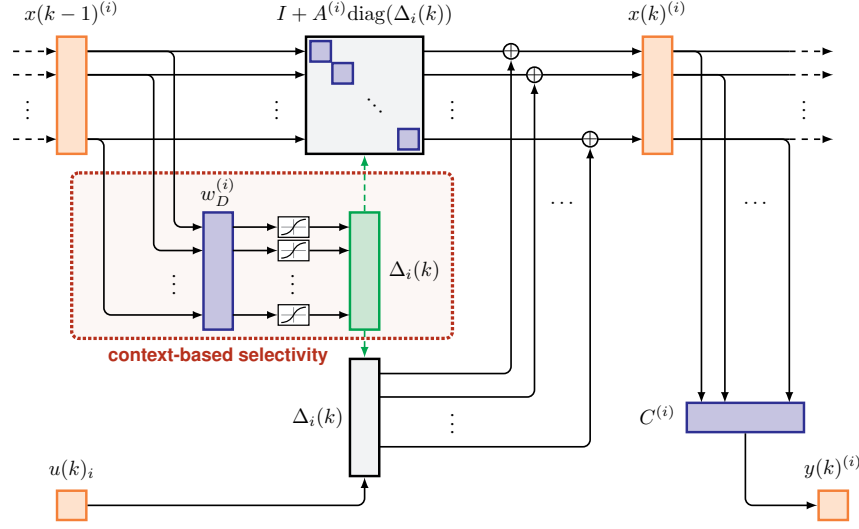 x(k − 1)^{(i)}
I + A^{(i)}diag(Δ_i(k))
x(k)^{(i)}
⋮
⋮
⋱
⋮
⋮
w_D^{(i)}
⋯
⋯
⋮
⋮
Δ_i(k)
context-based selectivity
Δ_i(k)
⋮
C^{(i)}
u(k)_i
y(k)^{(i)}